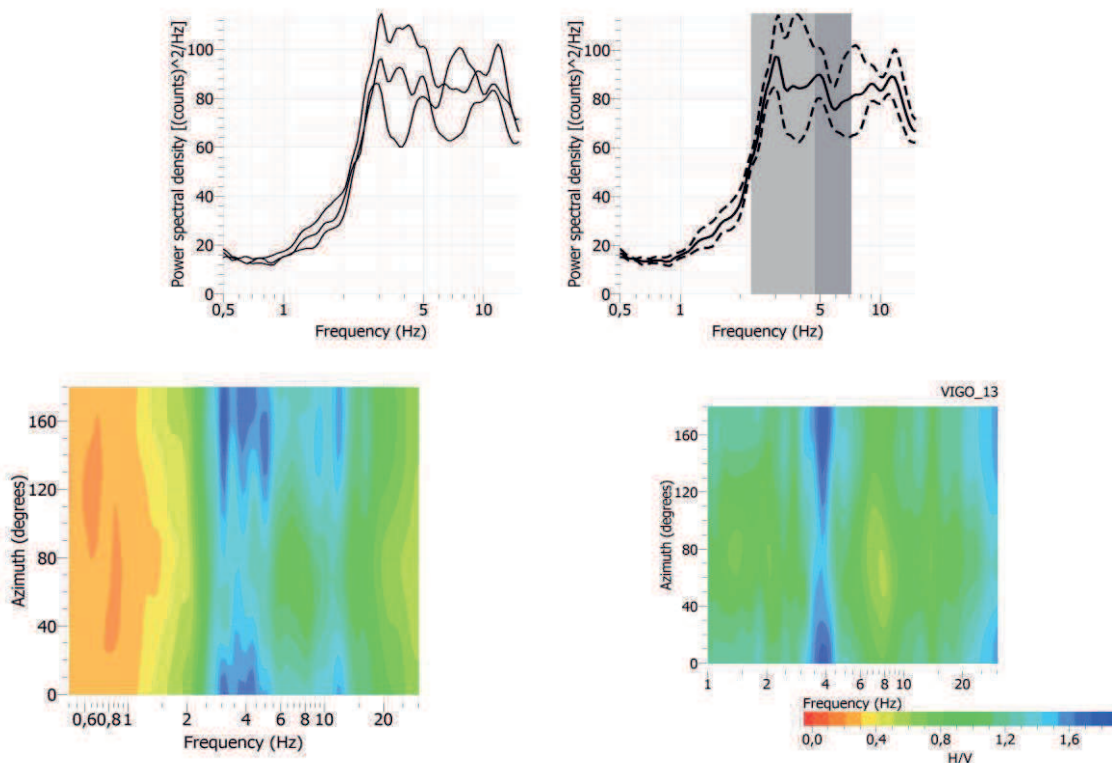 Power spectral density [(counts)^2/Hz]
100
80
60
40
20
0
0,5 1 5 10
Frequency (Hz)
Power spectral density [(counts)^2/Hz]
100
80
60
40
20
0
0,5 1 5 10
Frequency (Hz)
Azimuth (degrees)
160
120
80
40
0
0,6 0,8 1 2 4 6 8 10 20
Frequency (Hz)
VIGO_13
Azimuth (degrees)
160
120
80
40
0
1 2 4 6 8 10 20
Frequency (Hz)
0,0 0,4 0,8 1,2 1,6
H/V